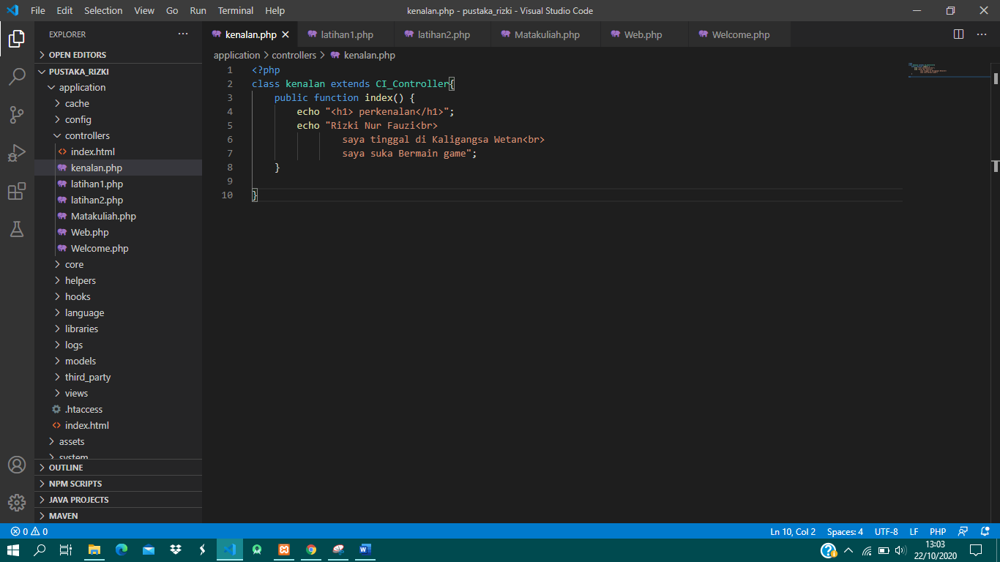 File Edit Selection View Go Run Terminal Help kenalan.php - pustaka_rizki - Visual Studio Code
EXPLORER
OPEN EDITORS
PUSTAKA_RIZKI
application
cache
config
controllers
index.html
kenalan.php
latihan1.php
latihan2.php
Matakuliah.php
Web.php
Welcome.php
core
helpers
hooks
language
libraries
logs
models
third_party
views
.htaccess
index.html
assets
system
OUTLINE
NPM SCRIPTS
JAVA PROJECTS
MAVEN
kenalan.php latihan1.php latihan2.php Matakuliah.php Web.php Welcome.php
application > controllers > kenalan.php
1 <?php
2 class kenalan extends CI_Controller{
3 public function index() {
4 echo "<h1> perkenalan</h1>";
5 echo "Rizki Nur Fauzi<br>
6 saya tinggal di Kaligangsa Wetan<br>
7 saya suka Bermain game";
8 }
9
10 }
0 0 Ln 10, Col 2 Spaces: 4 UTF-8 LF PHP
13:03
22/10/2020